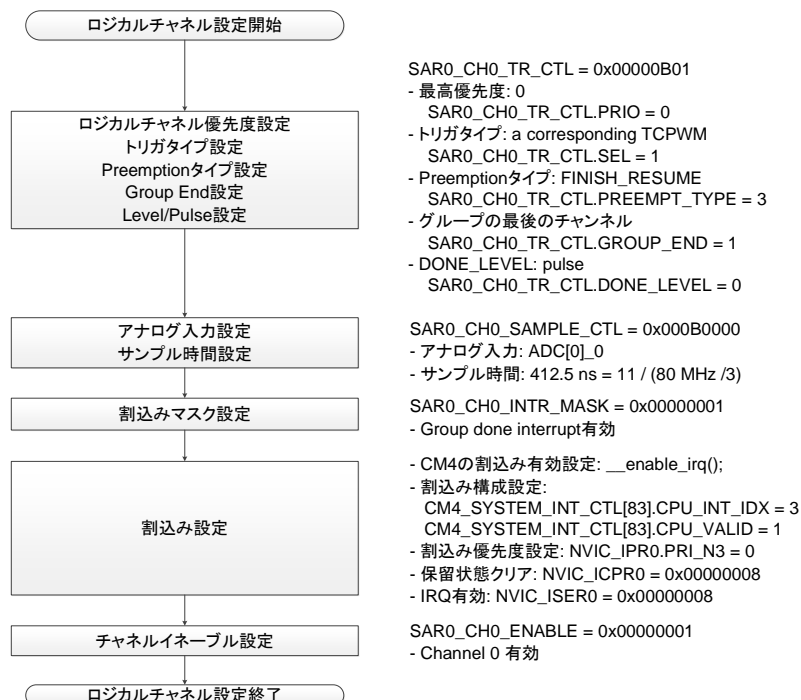 ロジカルチャネル設定開始
ロジカルチャネル優先度設定
トリガタイプ設定
Preemptionタイプ設定
Group End設定
Level/Pulse設定
SAR0_CH0_TR_CTL = 0x00000B01
- 最高優先度: 0
SAR0_CH0_TR_CTL.PRIO = 0
- トリガタイプ: a corresponding TCPWM
SAR0_CH0_TR_CTL.SEL = 1
- Preemptionタイプ: FINISH_RESUME
SAR0_CH0_TR_CTL.PREEMPT_TYPE = 3
- グループの最後のチャンネル
SAR0_CH0_TR_CTL.GROUP_END = 1
- DONE_LEVEL: pulse
SAR0_CH0_TR_CTL.DONE_LEVEL = 0
アナログ入力設定
サンプル時間設定
SAR0_CH0_SAMPLE_CTL = 0x000B0000
- アナログ入力: ADC[0]_0
- サンプル時間: 412.5 ns = 11 / (80 MHz /3)
割込みマスク設定
SAR0_CH0_INTR_MASK = 0x00000001
- Group done interrupt有効
割込み設定
- CM4の割込み有効設定: __enable_irq();
- 割込み構成設定:
CM4_SYSTEM_INT_CTL[83].CPU_INT_IDX = 3
CM4_SYSTEM_INT_CTL[83].CPU_VALID = 1
- 割込み優先度設定: NVIC_IPR0.PRI_N3 = 0
- 保留状態クリア: NVIC_ICPR0 = 0x00000008
- IRQ有効: NVIC_ISER0 = 0x00000008
チャネルイネーブル設定
SAR0_CH0_ENABLE = 0x00000001
- Channel 0 有効
ロジカルチャネル設定終了